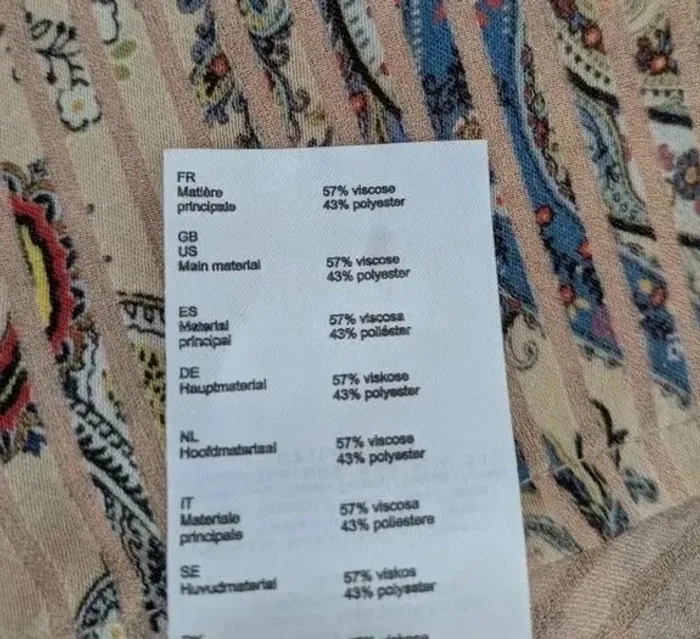 FR
Matière 57% viscose
principale 43% polyester
GB
US
Main material 57% viscose
43% polyester
ES
Material 57% viscosa
principal 43% poliéster
DE
Hauptmaterial 57% viskose
43% polyester
NL
Hoofdmateriaal 57% viscose
43% polyester
IT
Materiale 57% viscosa
principale 43% poliestere
SE
Huvudmaterial 57% viskos
43% polyester